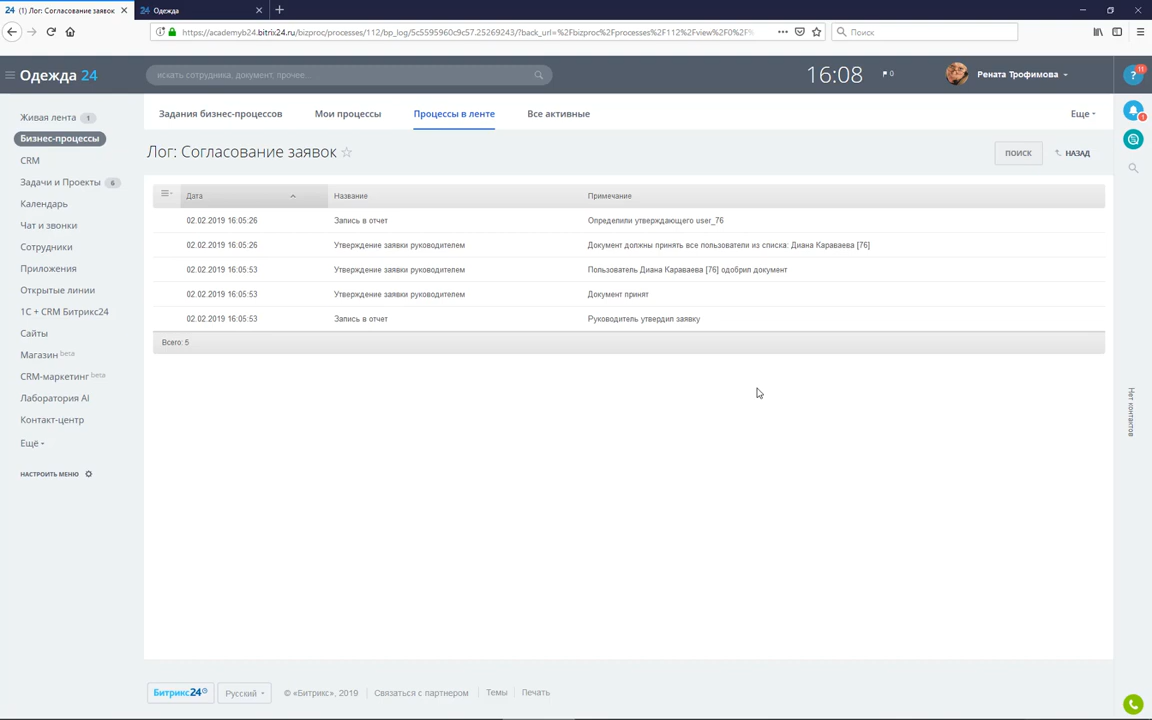 24 (1) Лог: Согласование заявок
24 Одежда
https://academyb24.bitrix24.ru/bizproc/processes/112/bp_log/5c5595960c9c57.25269243/?back_url=%2Fbizproc%2Fprocesses%2F112%2Fview%2F0%2F%
Поиск
Одежда 24
искать сотрудника, документ, прочее...
16:08
0
Рената Трофимова
?
11
1
Живая лента 1
Бизнес-процессы
CRM
Задачи и Проекты 6
Календарь
Чат и звонки
Сотрудники
Приложения
Открытые линии
1С + CRM Битрикс24
Сайты
Магазин beta
CRM-маркетинг beta
Лаборатория AI
Контакт-центр
Ещё
НАСТРОИТЬ МЕНЮ
Задания бизнес-процессов Мои процессы Процессы в ленте Все активные Еще
Лог: Согласование заявок
ПОИСК НАЗАД
Дата Название Примечание
02.02.2019 16:05:26 Запись в отчет Определили утверждающего user_76
02.02.2019 16:05:26 Утверждение заявки руководителем Документ должны принять все пользователи из списка: Диана Караваева [76]
02.02.2019 16:05:53 Утверждение заявки руководителем Пользователь Диана Караваева [76] одобрил документ
02.02.2019 16:05:53 Утверждение заявки руководителем Документ принят
02.02.2019 16:05:53 Запись в отчет Руководитель утвердил заявку
Всего: 5
Нет контактов
Битрикс24 Русский © «Битрикс», 2019 Связаться с партнером Темы Печать